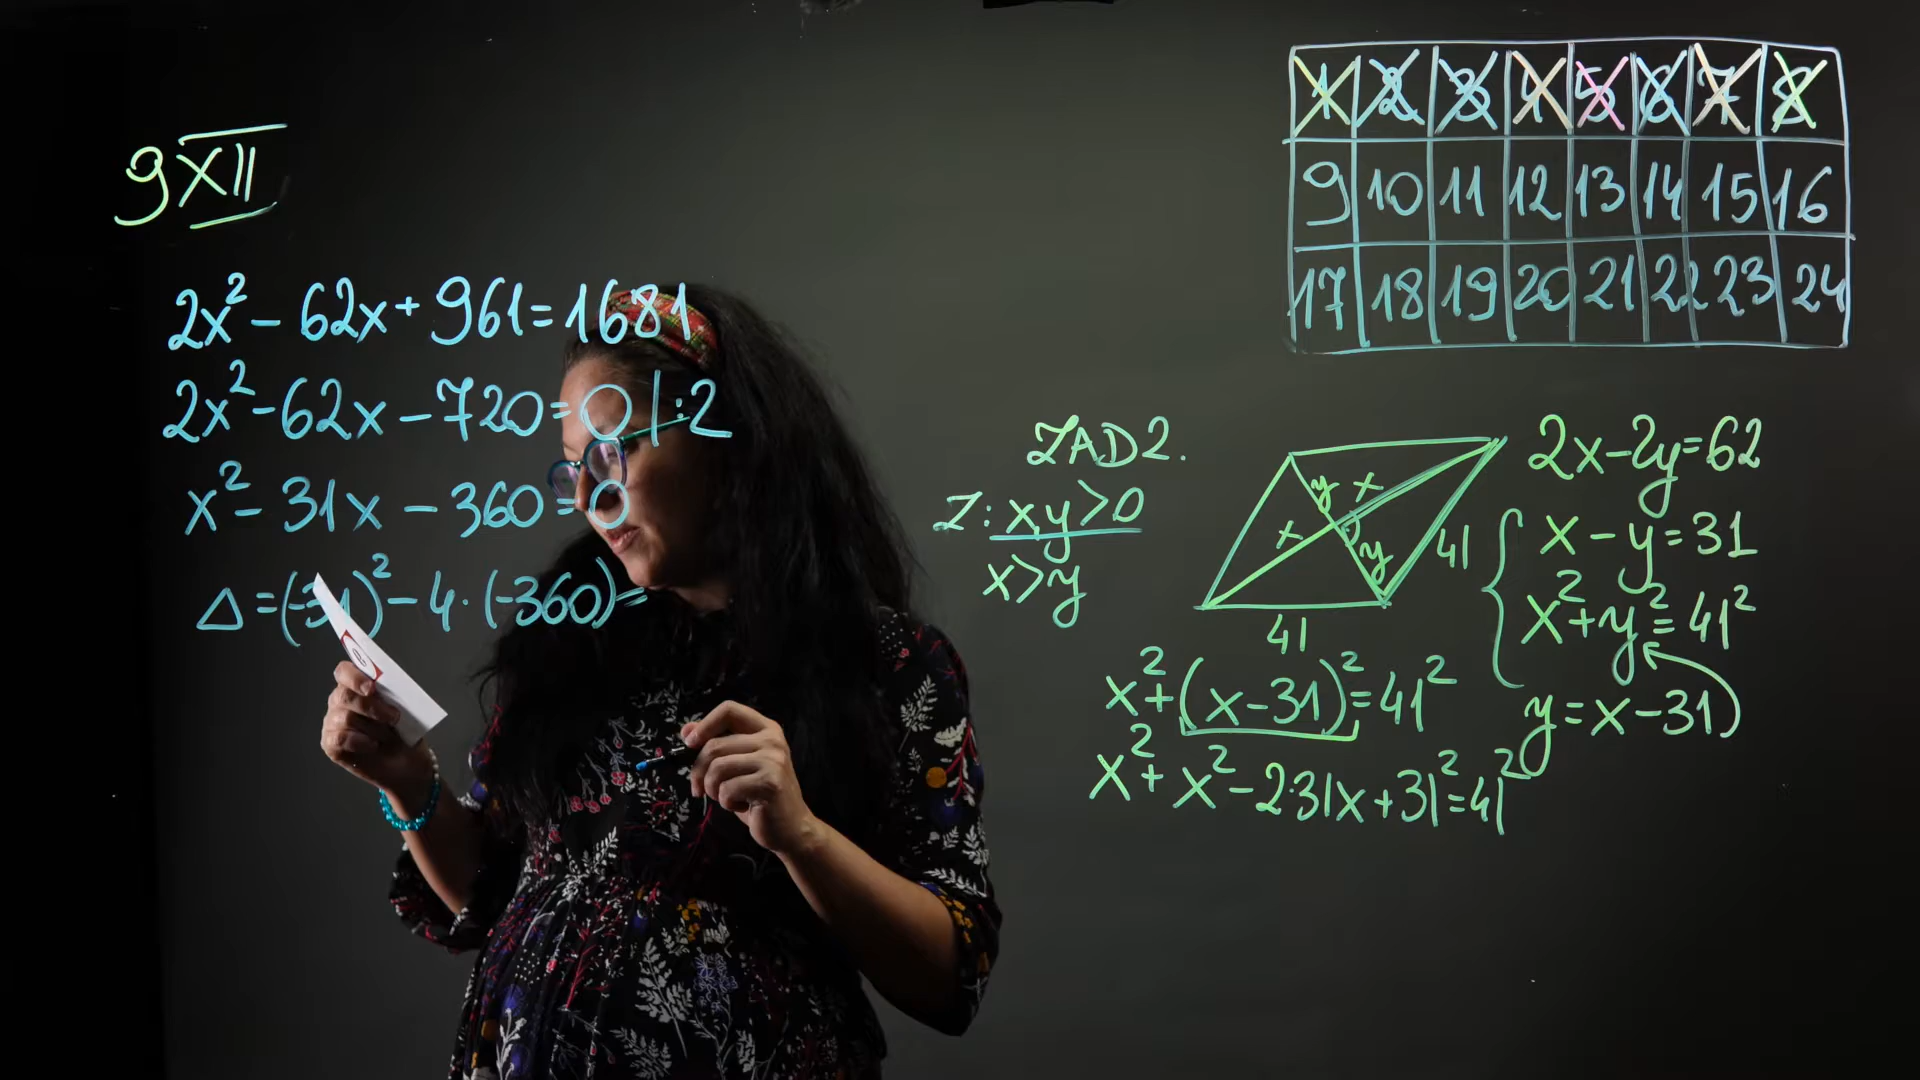 9 XII
2x² - 62x + 961 = 1681
2x² - 62x - 720 = 0 | :2
x² - 31x - 360 = 0
Δ = (-31)² - 4 · (-360) =
1 2 3 4 5 6 7 8
9 10 11 12 13 14 15 16
17 18 19 20 21 22 23 24
ZAD2.
Z: x,y > 0
x > y
y x
x y
41
41
2x - 2y = 62
x - y = 31
x² + y² = 41²
y = x - 31
x² + (x - 31)² = 41²
x² + x² - 2·31x + 31² = 41²